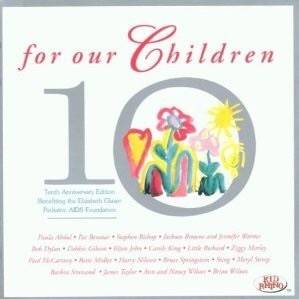 for our Children
10
Tenth Anniversary Edition
Benefiting the Elizabeth Glaser
Pediatric AIDS Foundation
Paula Abdul • Pat Benatar • Stephen Bishop • Jackson Browne and Jennifer Warnes
Bob Dylan • Debbie Gibson • Elton John • Carole King • Little Richard • Ziggy Marley
Paul McCartney • Bette Midler • Harry Nilsson • Bruce Springsteen • Sting • Meryl Streep
Barbra Streisand • James Taylor • Ann and Nancy Wilson • Brian Wilson
KID
RHINO